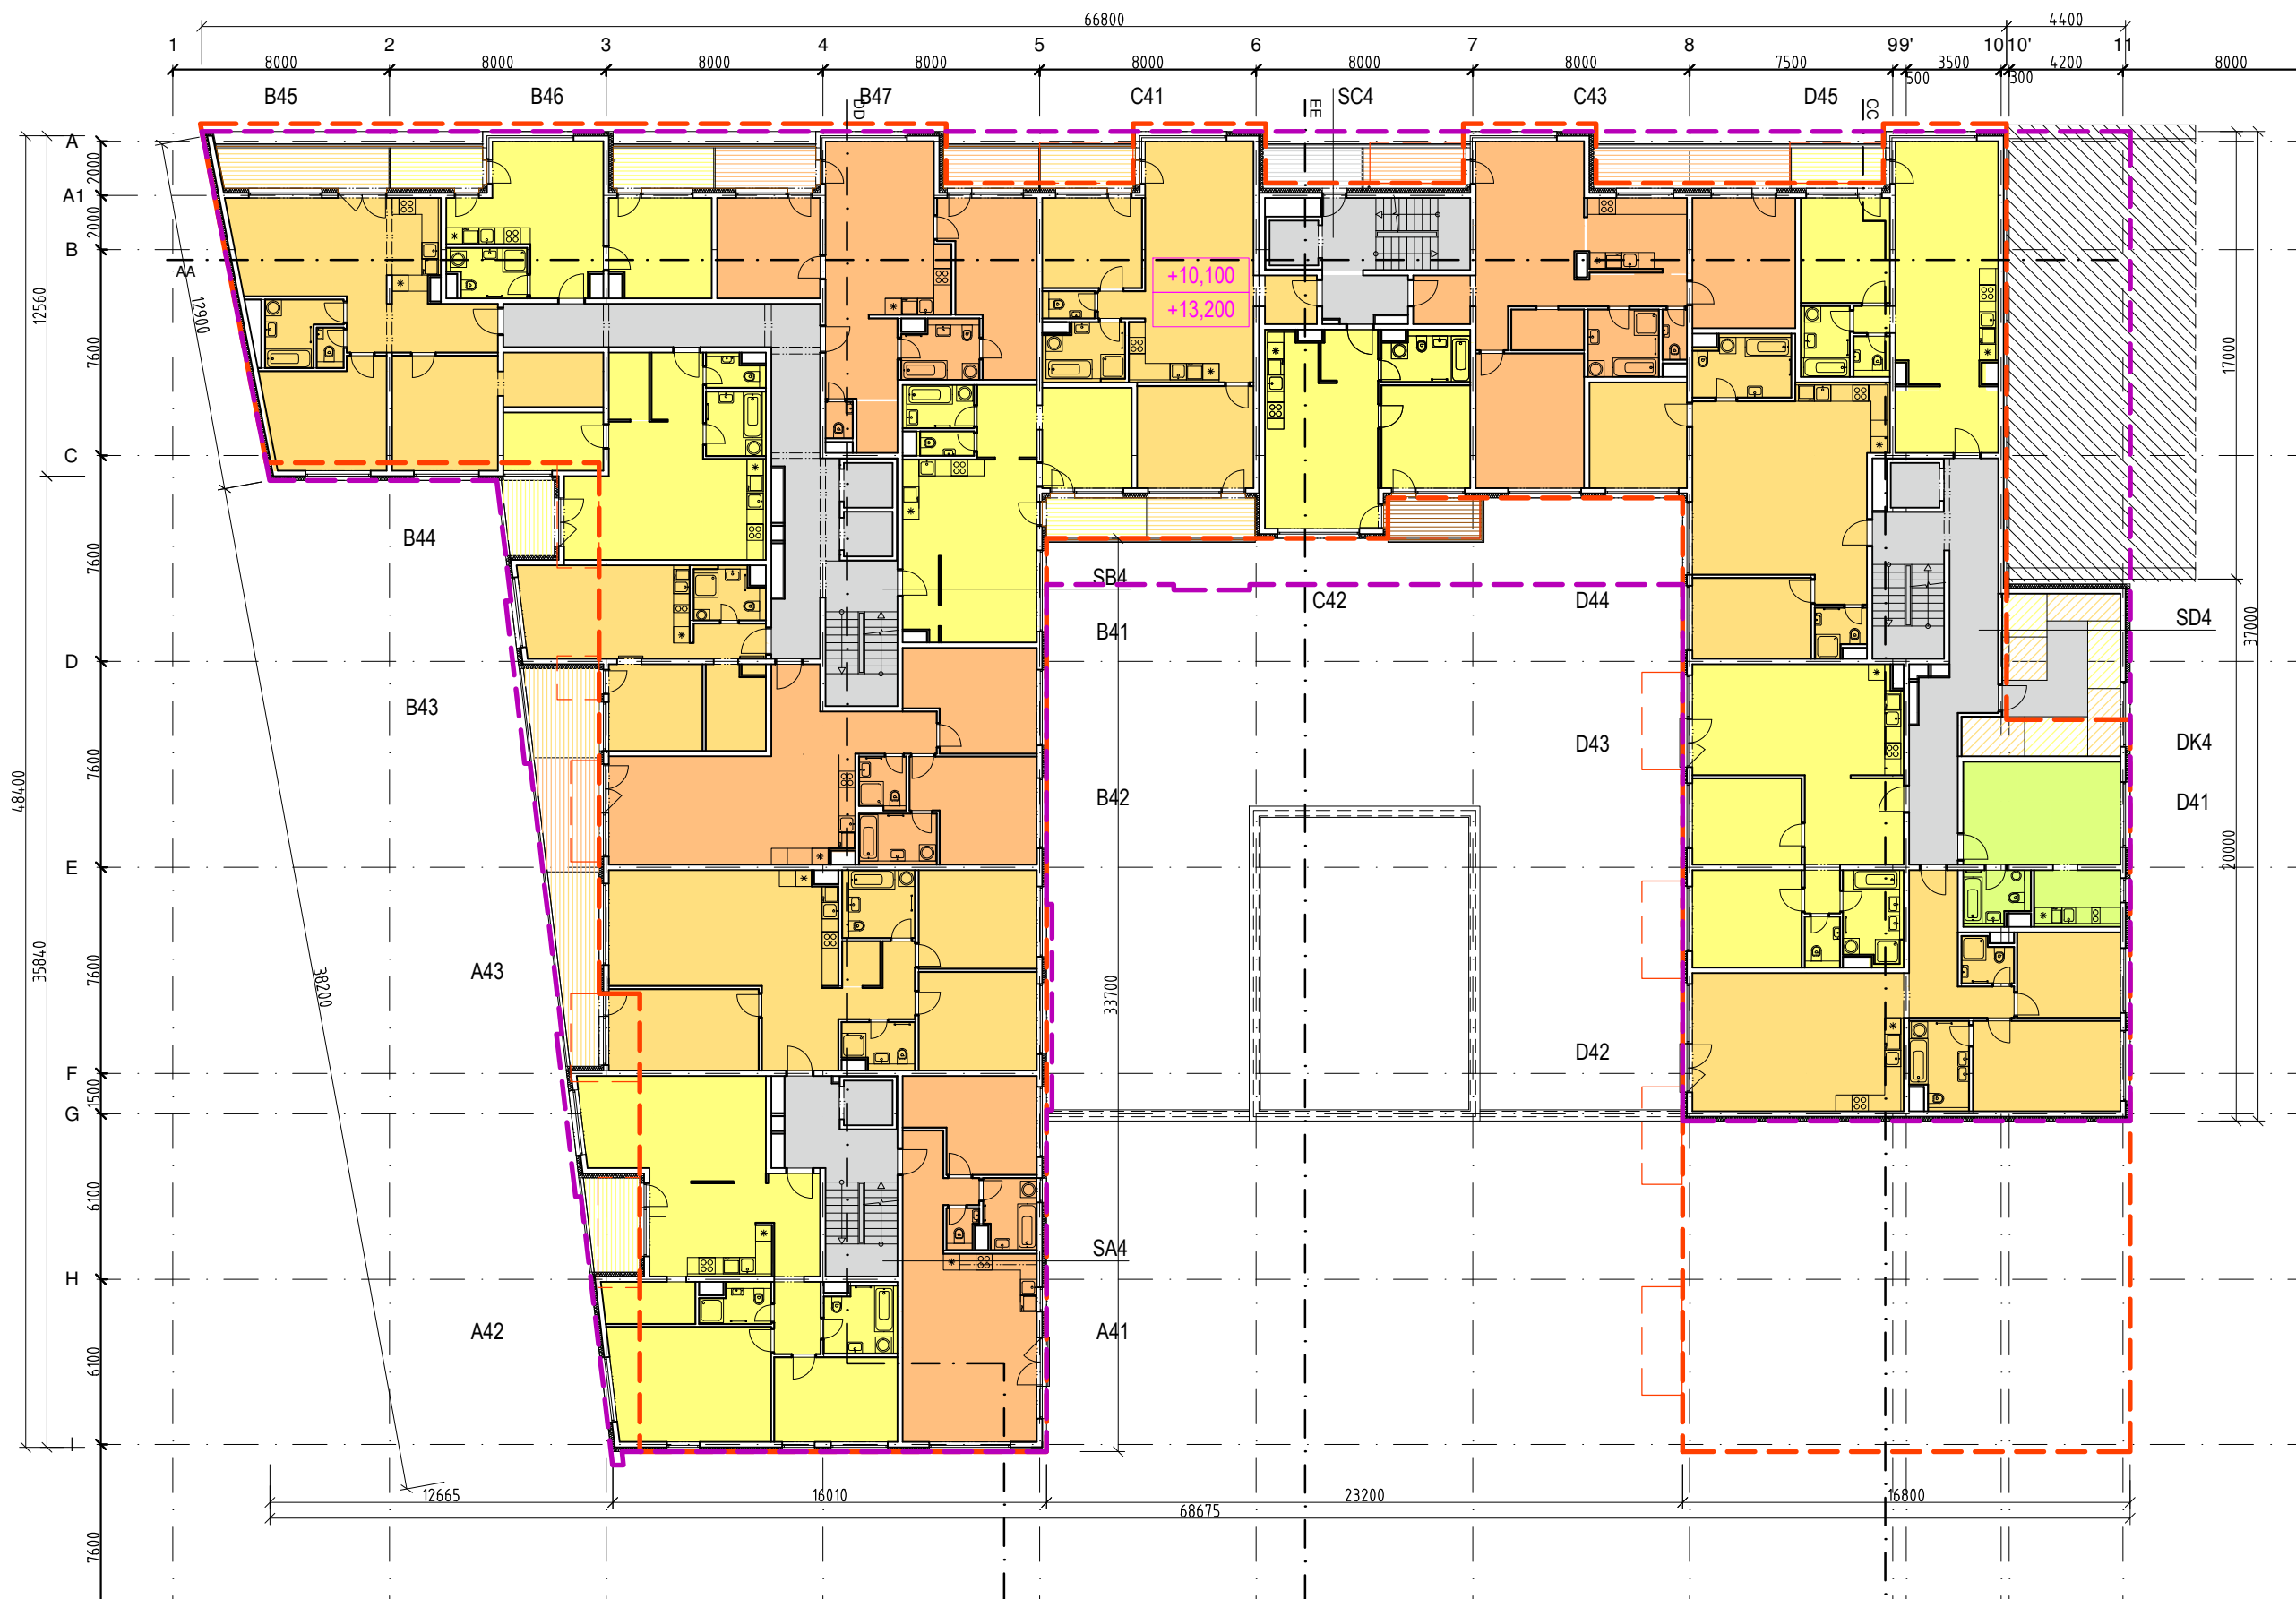 66800
4400
1 2 3 4 5 6 7 8 9 9' 10 10' 11
8000 8000 8000 8000 8000 8000 8000 7500 500 3500 300 4200 8000
B45 B46 B47 C41 SC4 C43 D45
DD EE CC
A
2000
A1
2000
B
AA
+10,100
+13,200
12560
12900
7600
17000
C
B44
7600
SB4
C42
D44
B41
SD4
37000
D
B43
D43
DK4
7600
B42
D41
48400
20000
E
35840
7600
A43
38200
33700
D42
F
1500
G
6100
SA4
H
A42
A41
6100
I
12665 16010 23200 16800
68675
7600